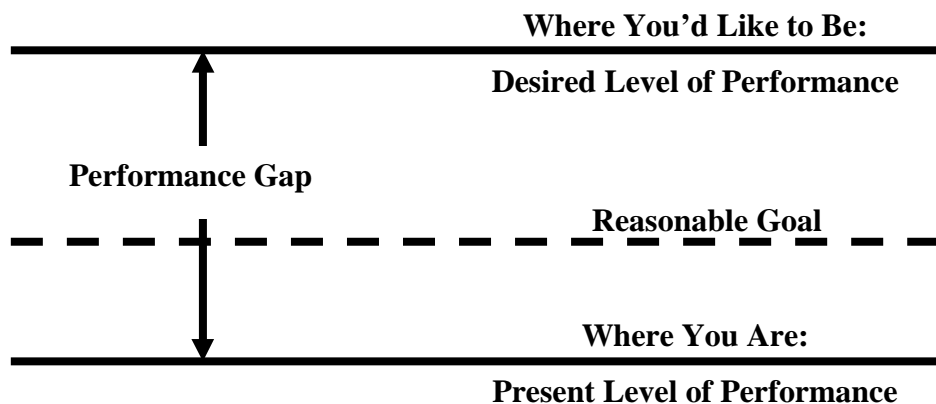 Where You’d Like to Be:
Desired Level of Performance
Performance Gap
Reasonable Goal
Where You Are:
Present Level of Performance